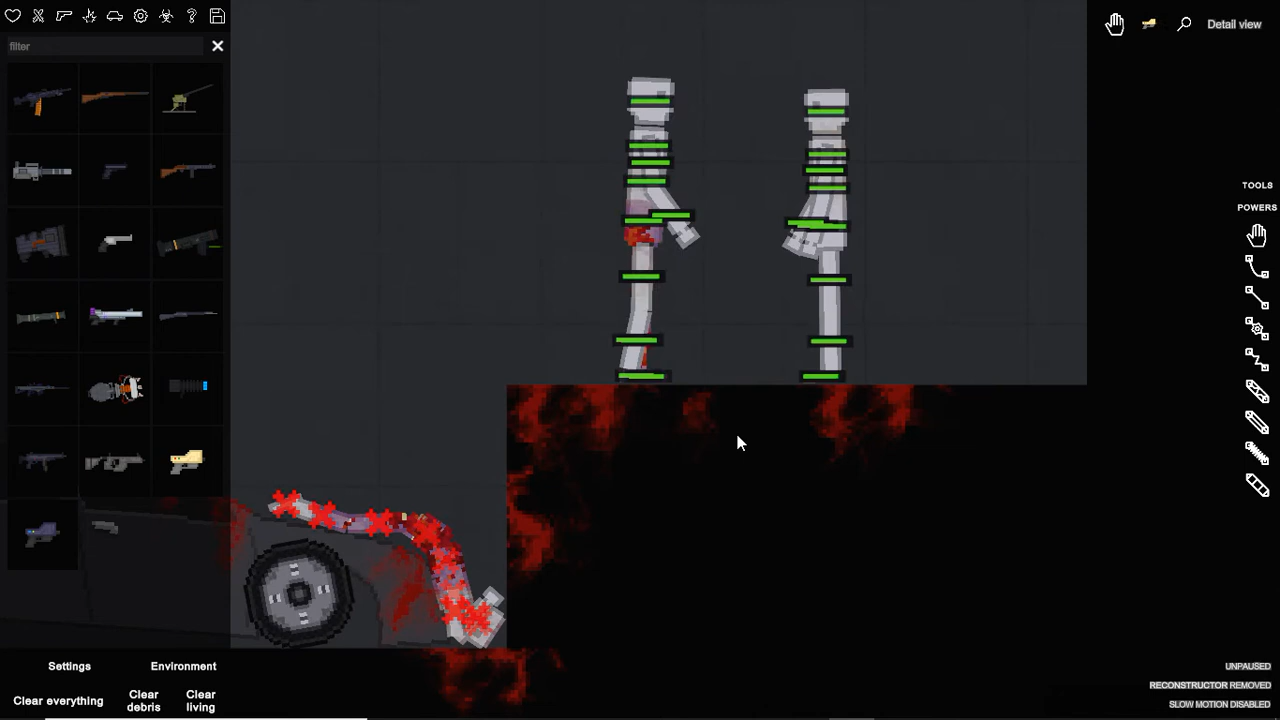 filter
Detail view
TOOLS
POWERS
Settings
Environment
Clear everything
Clear
debris
Clear
living
UNPAUSED
RECONSTRUCTOR REMOVED
SLOW MOTION DISABLED